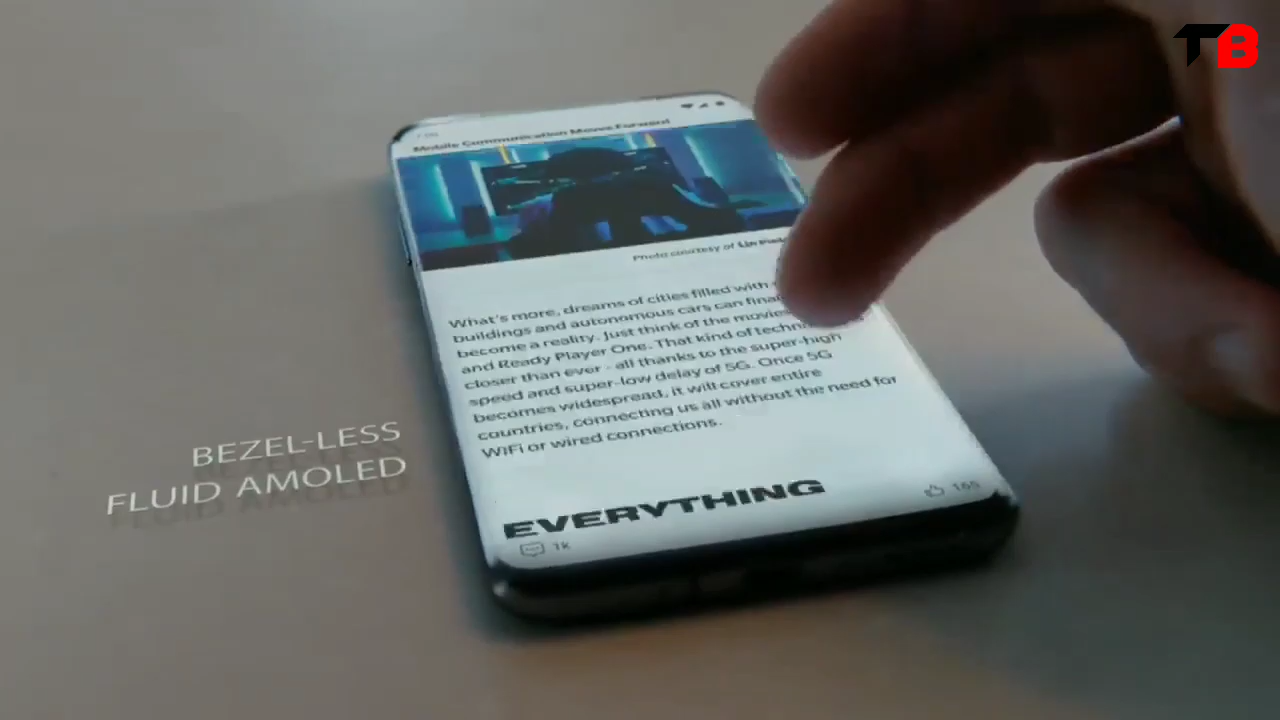 TB
7:00
Mobile Communication Moves Forward
Photo courtesy of
What's more, dreams of cities filled with
buildings and autonomous cars can
become a reality. Just think of the movies
and Ready Player One. That kind of
closer than ever - all thanks to the super-high
speed and super-low delay of 5G. Once 5G
becomes widespread, it will cover entire
countries, connecting us all without the need for
WiFi or wired connections.
BEZEL-LESS
FLUID AMOLED
EVERYTHING
1k